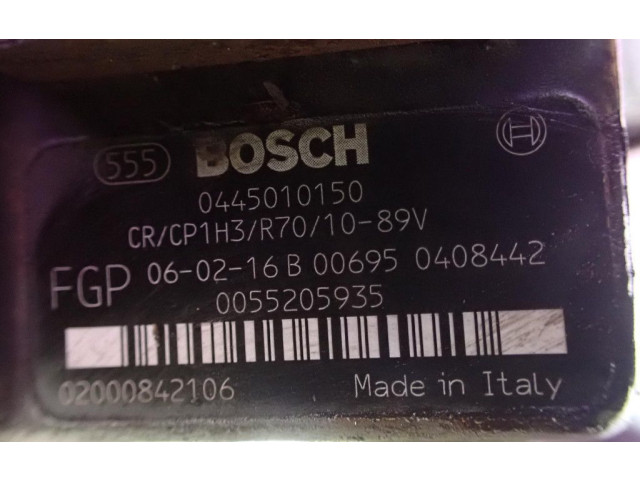 555 BOSCH
0445010150
CR/CP1H3/R70/10-89V
FGP 06-02-16 B 00695 0408442
0055205935
02000842106 Made in Italy